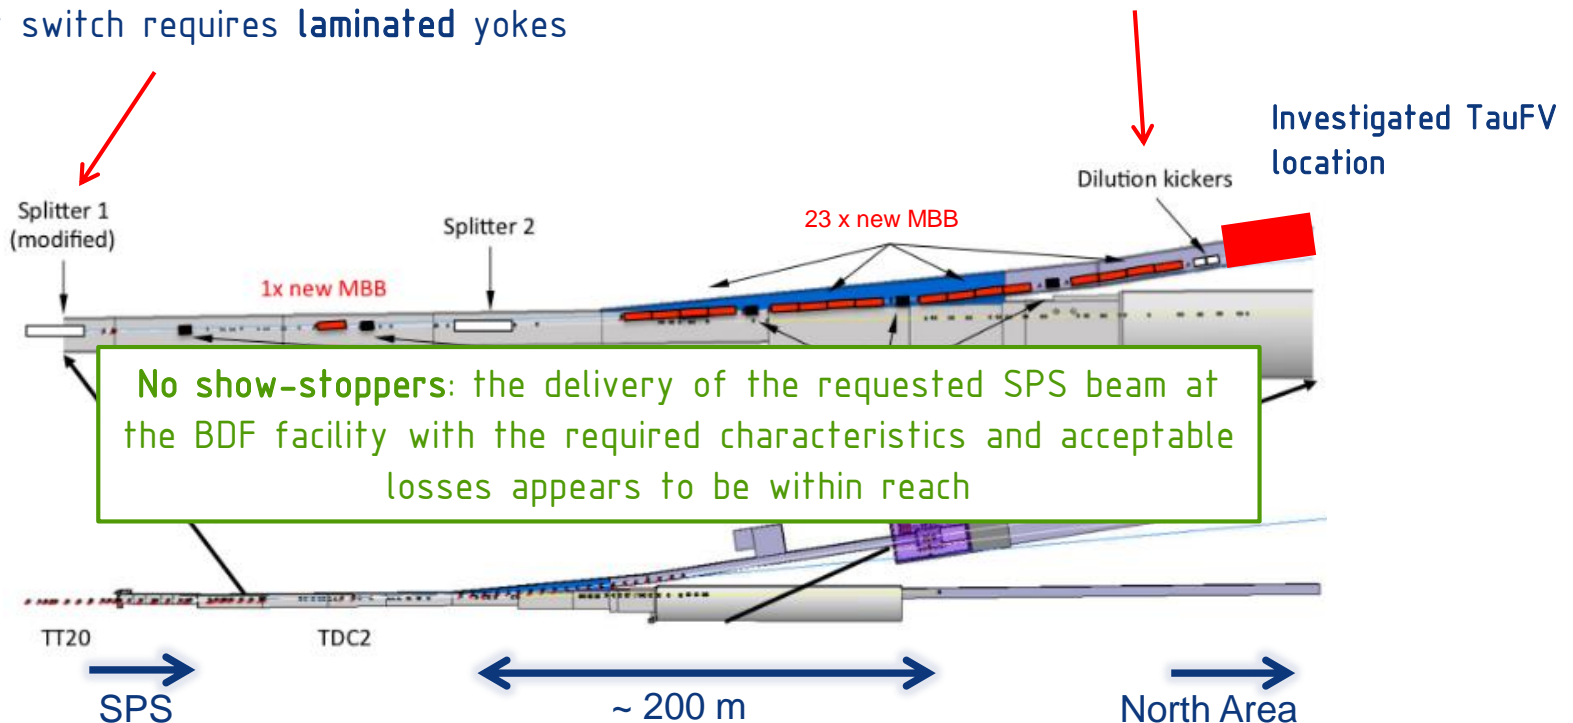 switch requires laminated yokes
Investigated TauFV
location
Dilution kickers
Splitter 1
(modified)
Splitter 2
23 x new MBB
1x new MBB
No show-stoppers: the delivery of the requested SPS beam at
the BDF facility with the required characteristics and acceptable
losses appears to be within reach
TT20
TDC2
SPS
~ 200 m
North Area